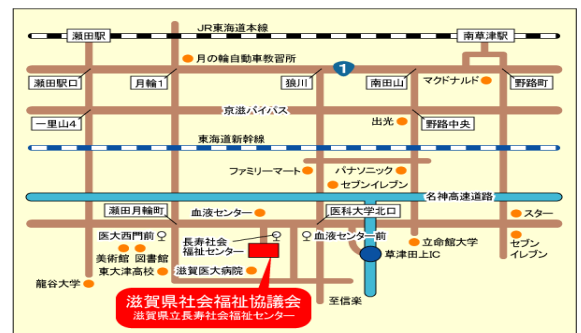 JR東海道本線
瀬田駅
南草津駅
月の輪自動車教習所
1
瀬田駅口
月輪1
狼川
南田山
マクドナルド
野路町
京滋バイパス
一里山4
出光
野路中央
東海道新幹線
ファミリーマート
パナソニック
セブンイレブン
名神高速道路
瀬田月輪町
血液センター
医科大学北口
スター
医大西門前
長寿社会
福祉センター
血液センター前
立命館大学
セブン
イレブン
美術館
図書館
東大津高校
滋賀医大病院
草津田上IC
龍谷大学
滋賀県社会福祉協議会
滋賀県立長寿社会福祉センター
至信楽